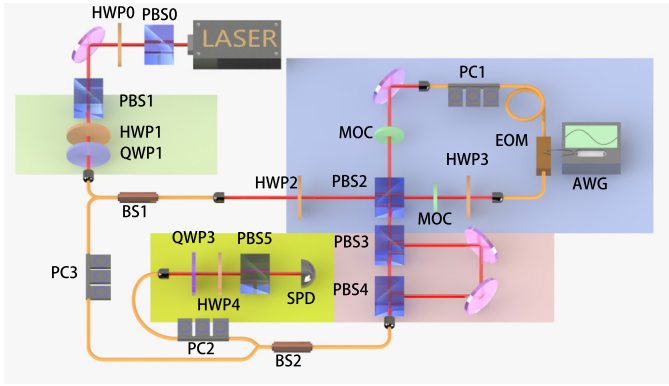 HWP0
PBS0
LASER
PBS1
HWP1
QWP1
PC1
MOC
EOM
AWG
HWP3
HWP2
PBS2
MOC
BS1
PBS3
QWP3
PBS5
PC3
HWP4
SPD
PBS4
PC2
BS2